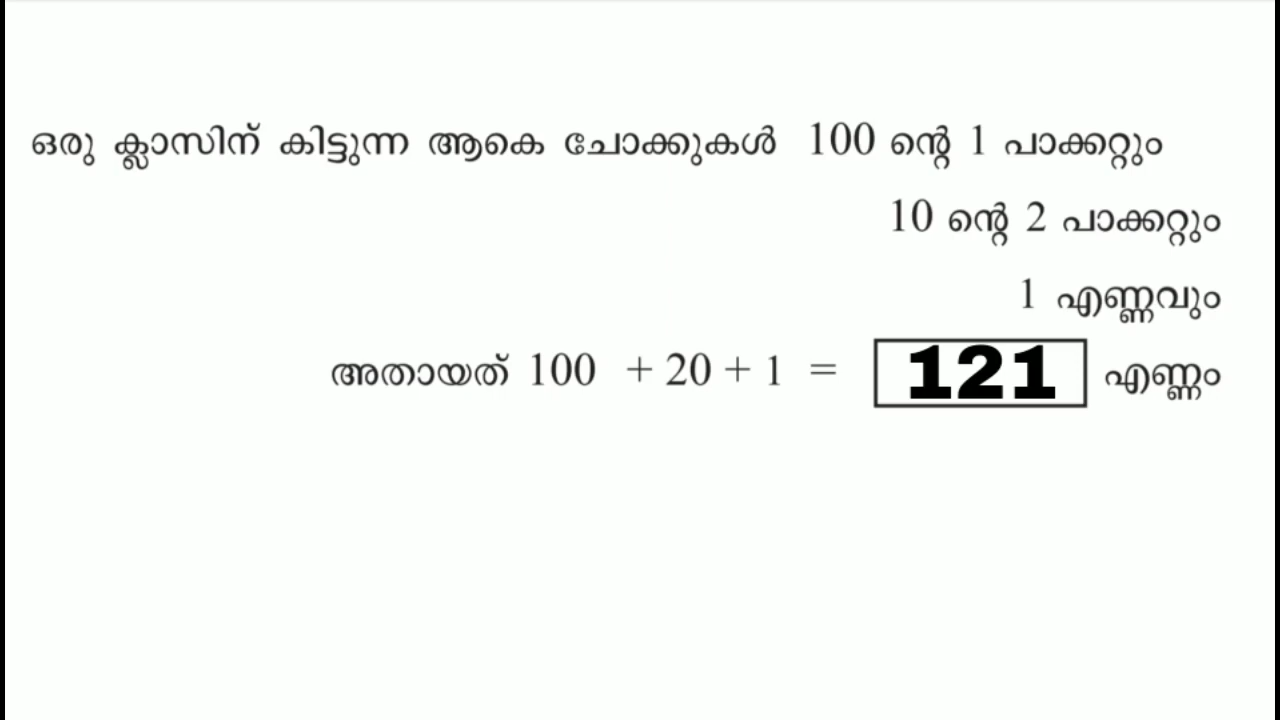 ഒരു ക്ലാസിന് കിട്ടുന്ന ആകെ ചോക്കുകൾ 100 ന്റെ 1 പാക്കറ്റും
10 ന്റെ 2 പാക്കറ്റും
1 എണ്ണവും
അതായത് 100 + 20 + 1 = 121 എണ്ണം